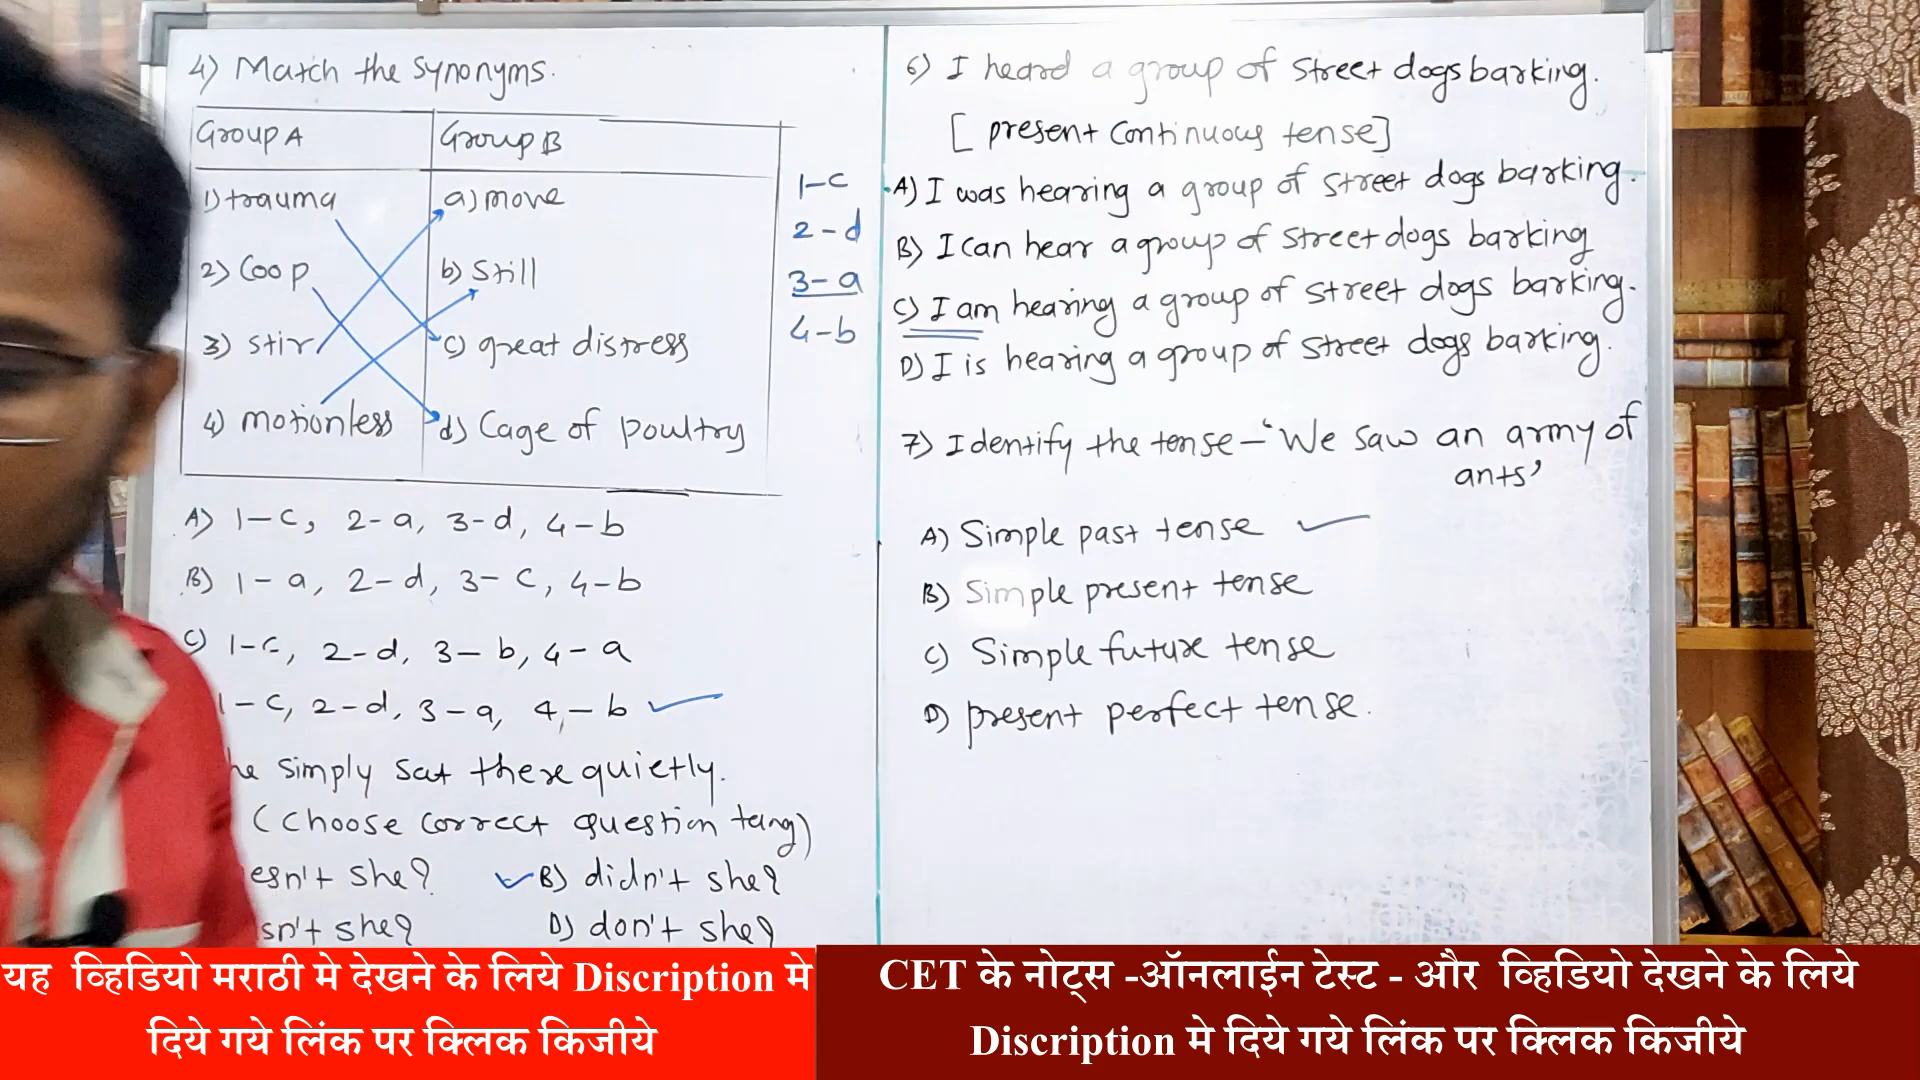 4) Match the Synonyms.
Group A Group B
1) trauma a) move
2) Coop b) Still
3) stir c) great distress
4) motionless d) Cage of poultry
1-c
2-d
3-a
4-b
A) 1-c, 2-a, 3-d, 4-b
B) 1-a, 2-d, 3-c, 4-b
C) 1-c, 2-d, 3-b, 4-a
1-c, 2-d, 3-a, 4-b
he simply sat there quietly.
(choose correct question tang)
esn't she? B) didn't she?
sn't she? D) don't she?
6) I heard a group of street dogs barking.
[present continuous tense]
A) I was hearing a group of street dogs barking.
B) I can hear a group of street dogs barking
C) I am hearing a group of street dogs barking.
D) I is hearing a group of street dogs barking.
7) Identify the tense - 'We saw an army of
ants'
A) Simple past tense
B) Simple present tense
C) Simple future tense
D) present perfect tense.
यह व्हिडियो मराठी मे देखने के लिये Discription मे
दिये गये लिंक पर क्लिक किजीये
CET के नोट्स -ऑनलाईन टेस्ट - और व्हिडियो देखने के लिये
Discription मे दिये गये लिंक पर क्लिक किजीये